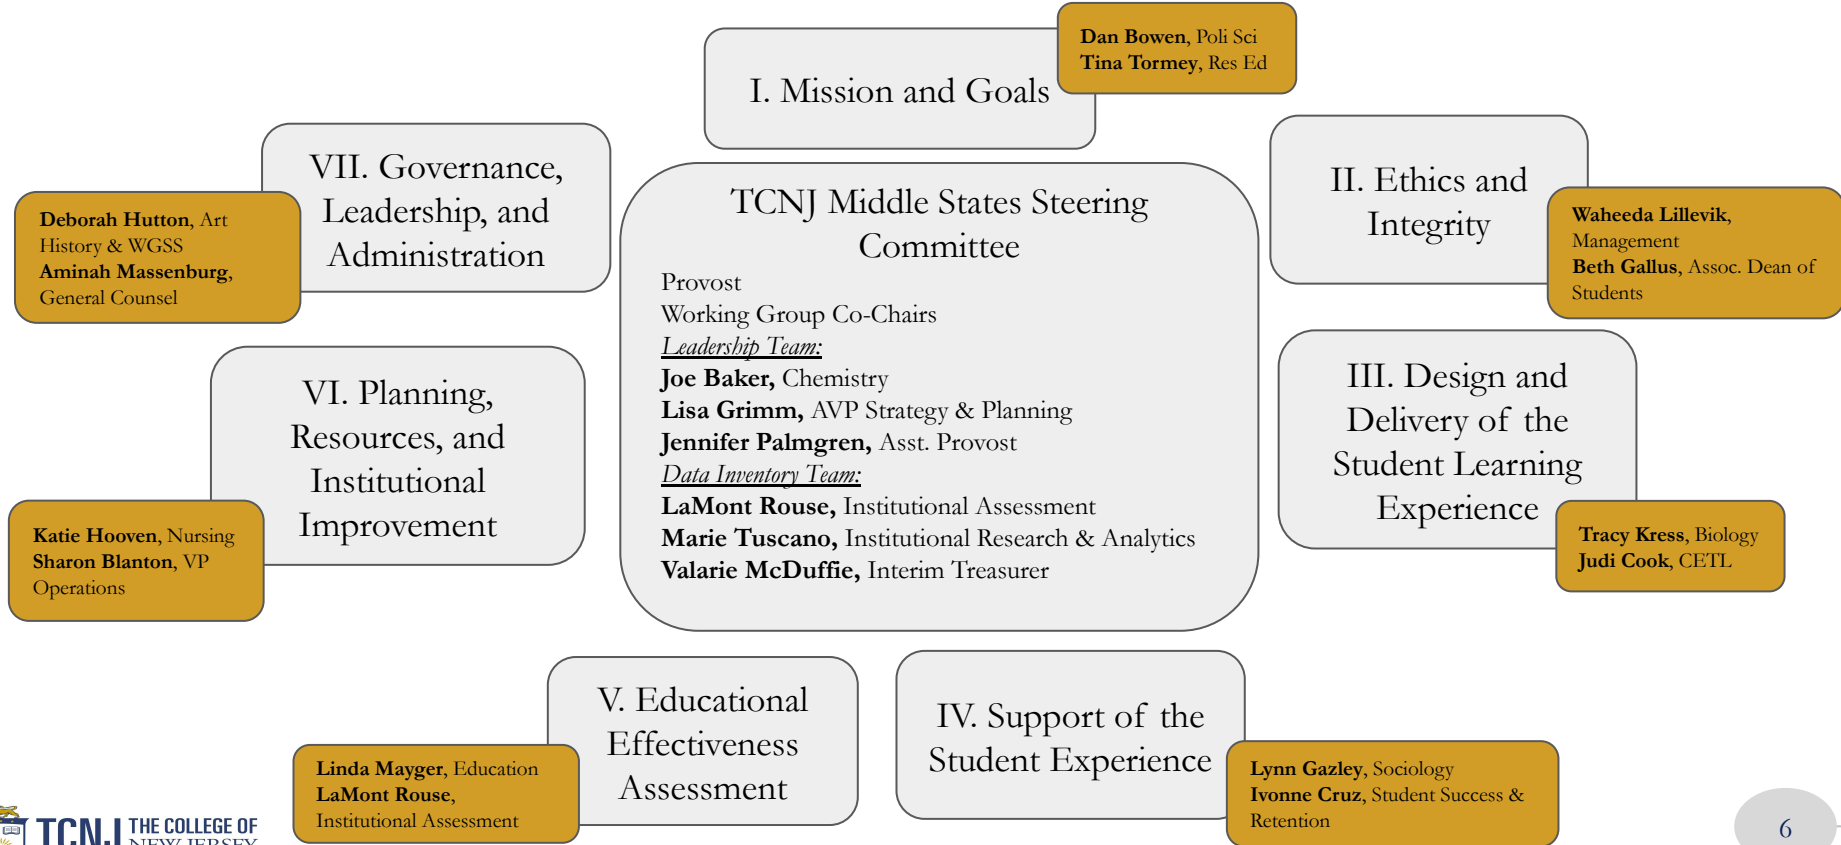 Dan Bowen, Poli Sci
Tina Tormey, Res Ed
I. Mission and Goals
VII. Governance,
Leadership, and
Administration
Deborah Hutton, Art
History & WGSS
Aminah Massenburg,
General Counsel
TCNJ Middle States Steering
Committee
Provost
Working Group Co-Chairs
Leadership Team:
Joe Baker, Chemistry
Lisa Grimm, AVP Strategy & Planning
Jennifer Palmgren, Asst. Provost
Data Inventory Team:
LaMont Rouse, Institutional Assessment
Marie Tuscano, Institutional Research & Analytics
Valarie McDuffie, Interim Treasurer
II. Ethics and
Integrity
Waheeda Lillevik,
Management
Beth Gallus, Assoc. Dean of
Students
III. Design and
Delivery of the
Student Learning
Experience
Tracy Kress, Biology
Judi Cook, CETL
VI. Planning,
Resources, and
Institutional
Improvement
Katie Hooven, Nursing
Sharon Blanton, VP
Operations
V. Educational
Effectiveness
Assessment
Linda Mayger, Education
LaMont Rouse,
Institutional Assessment
IV. Support of the
Student Experience
Lynn Gazley, Sociology
Ivonne Cruz, Student Success &
Retention
TCNJ THE COLLEGE OF
NEW JERSEY
6